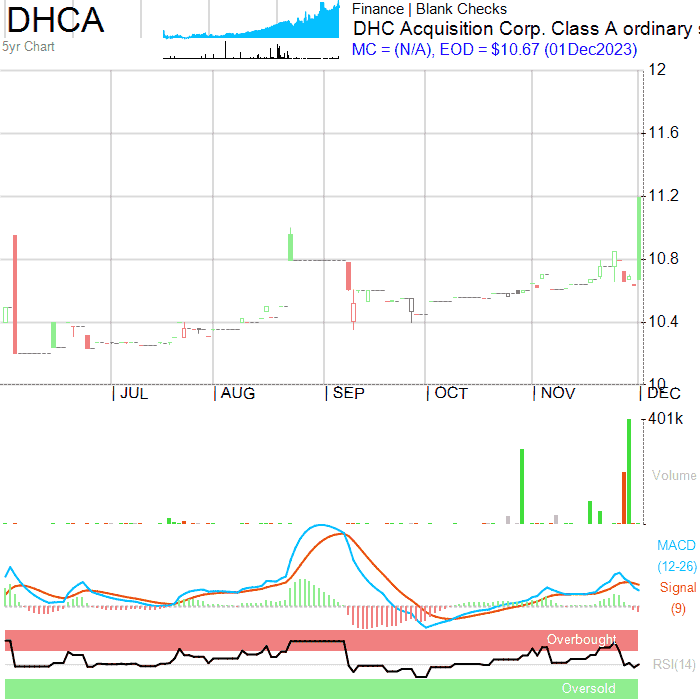 DHCA
5yr Chart
Finance | Blank Checks
DHC Acquisition Corp. Class A ordinary s
MC = (N/A), EOD = $10.67 (01Dec2023)
12
11.6
11.2
10.8
10.4
10
JUL AUG SEP OCT NOV DEC
401k
Volume
MACD
(12-26)
Signal
(9)
Overbought
RSI(14)
Oversold